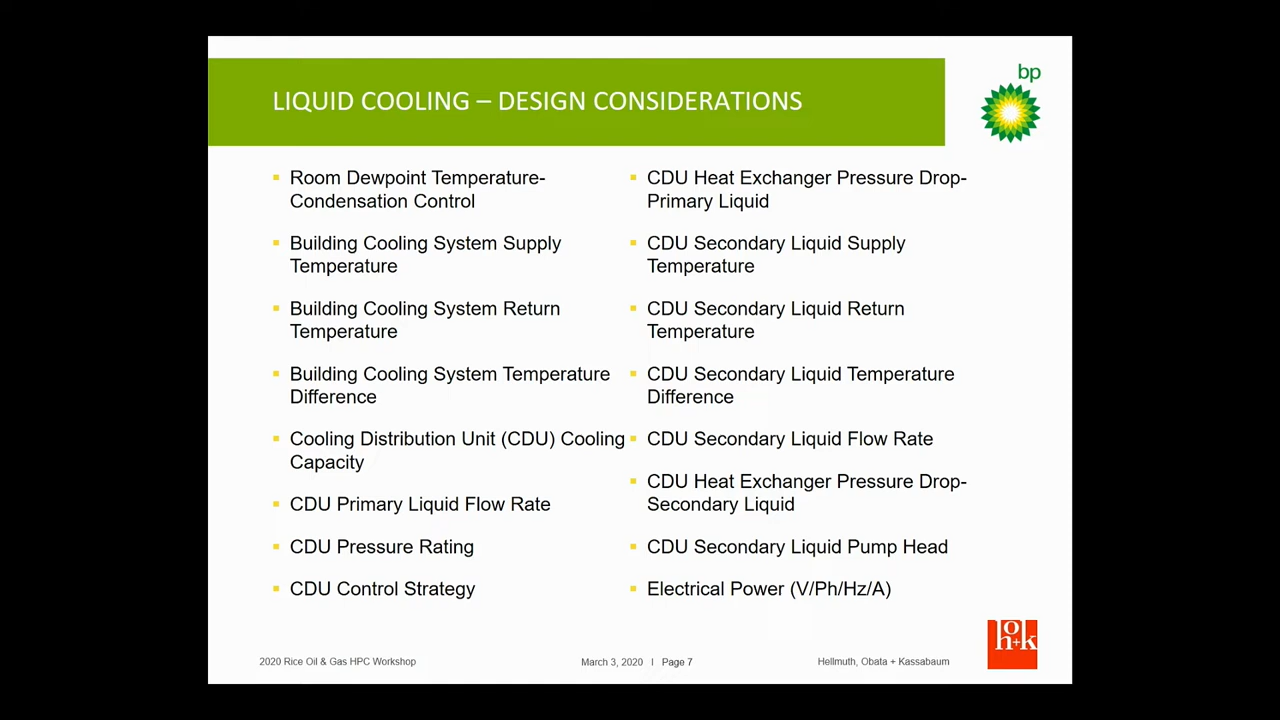 LIQUID COOLING – DESIGN CONSIDERATIONS
bp
Room Dewpoint Temperature-
Condensation Control
Building Cooling System Supply
Temperature
Building Cooling System Return
Temperature
Building Cooling System Temperature
Difference
Cooling Distribution Unit (CDU) Cooling
Capacity
CDU Primary Liquid Flow Rate
CDU Pressure Rating
CDU Control Strategy
CDU Heat Exchanger Pressure Drop-
Primary Liquid
CDU Secondary Liquid Supply
Temperature
CDU Secondary Liquid Return
Temperature
CDU Secondary Liquid Temperature
Difference
CDU Secondary Liquid Flow Rate
CDU Heat Exchanger Pressure Drop-
Secondary Liquid
CDU Secondary Liquid Pump Head
Electrical Power (V/Ph/Hz/A)
2020 Rice Oil & Gas HPC Workshop
March 3, 2020 | Page 7
Hellmuth, Obata + Kassabaum
ho+k